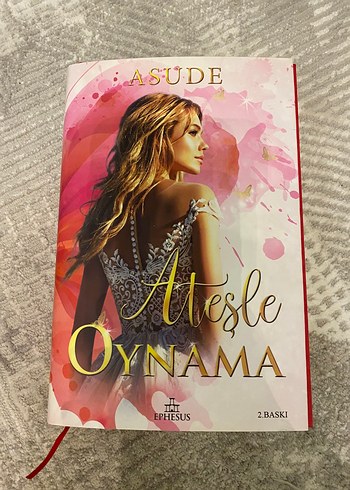 ASUDE
Ateşle
OYNAMA
EPHESUS
2.BASKI